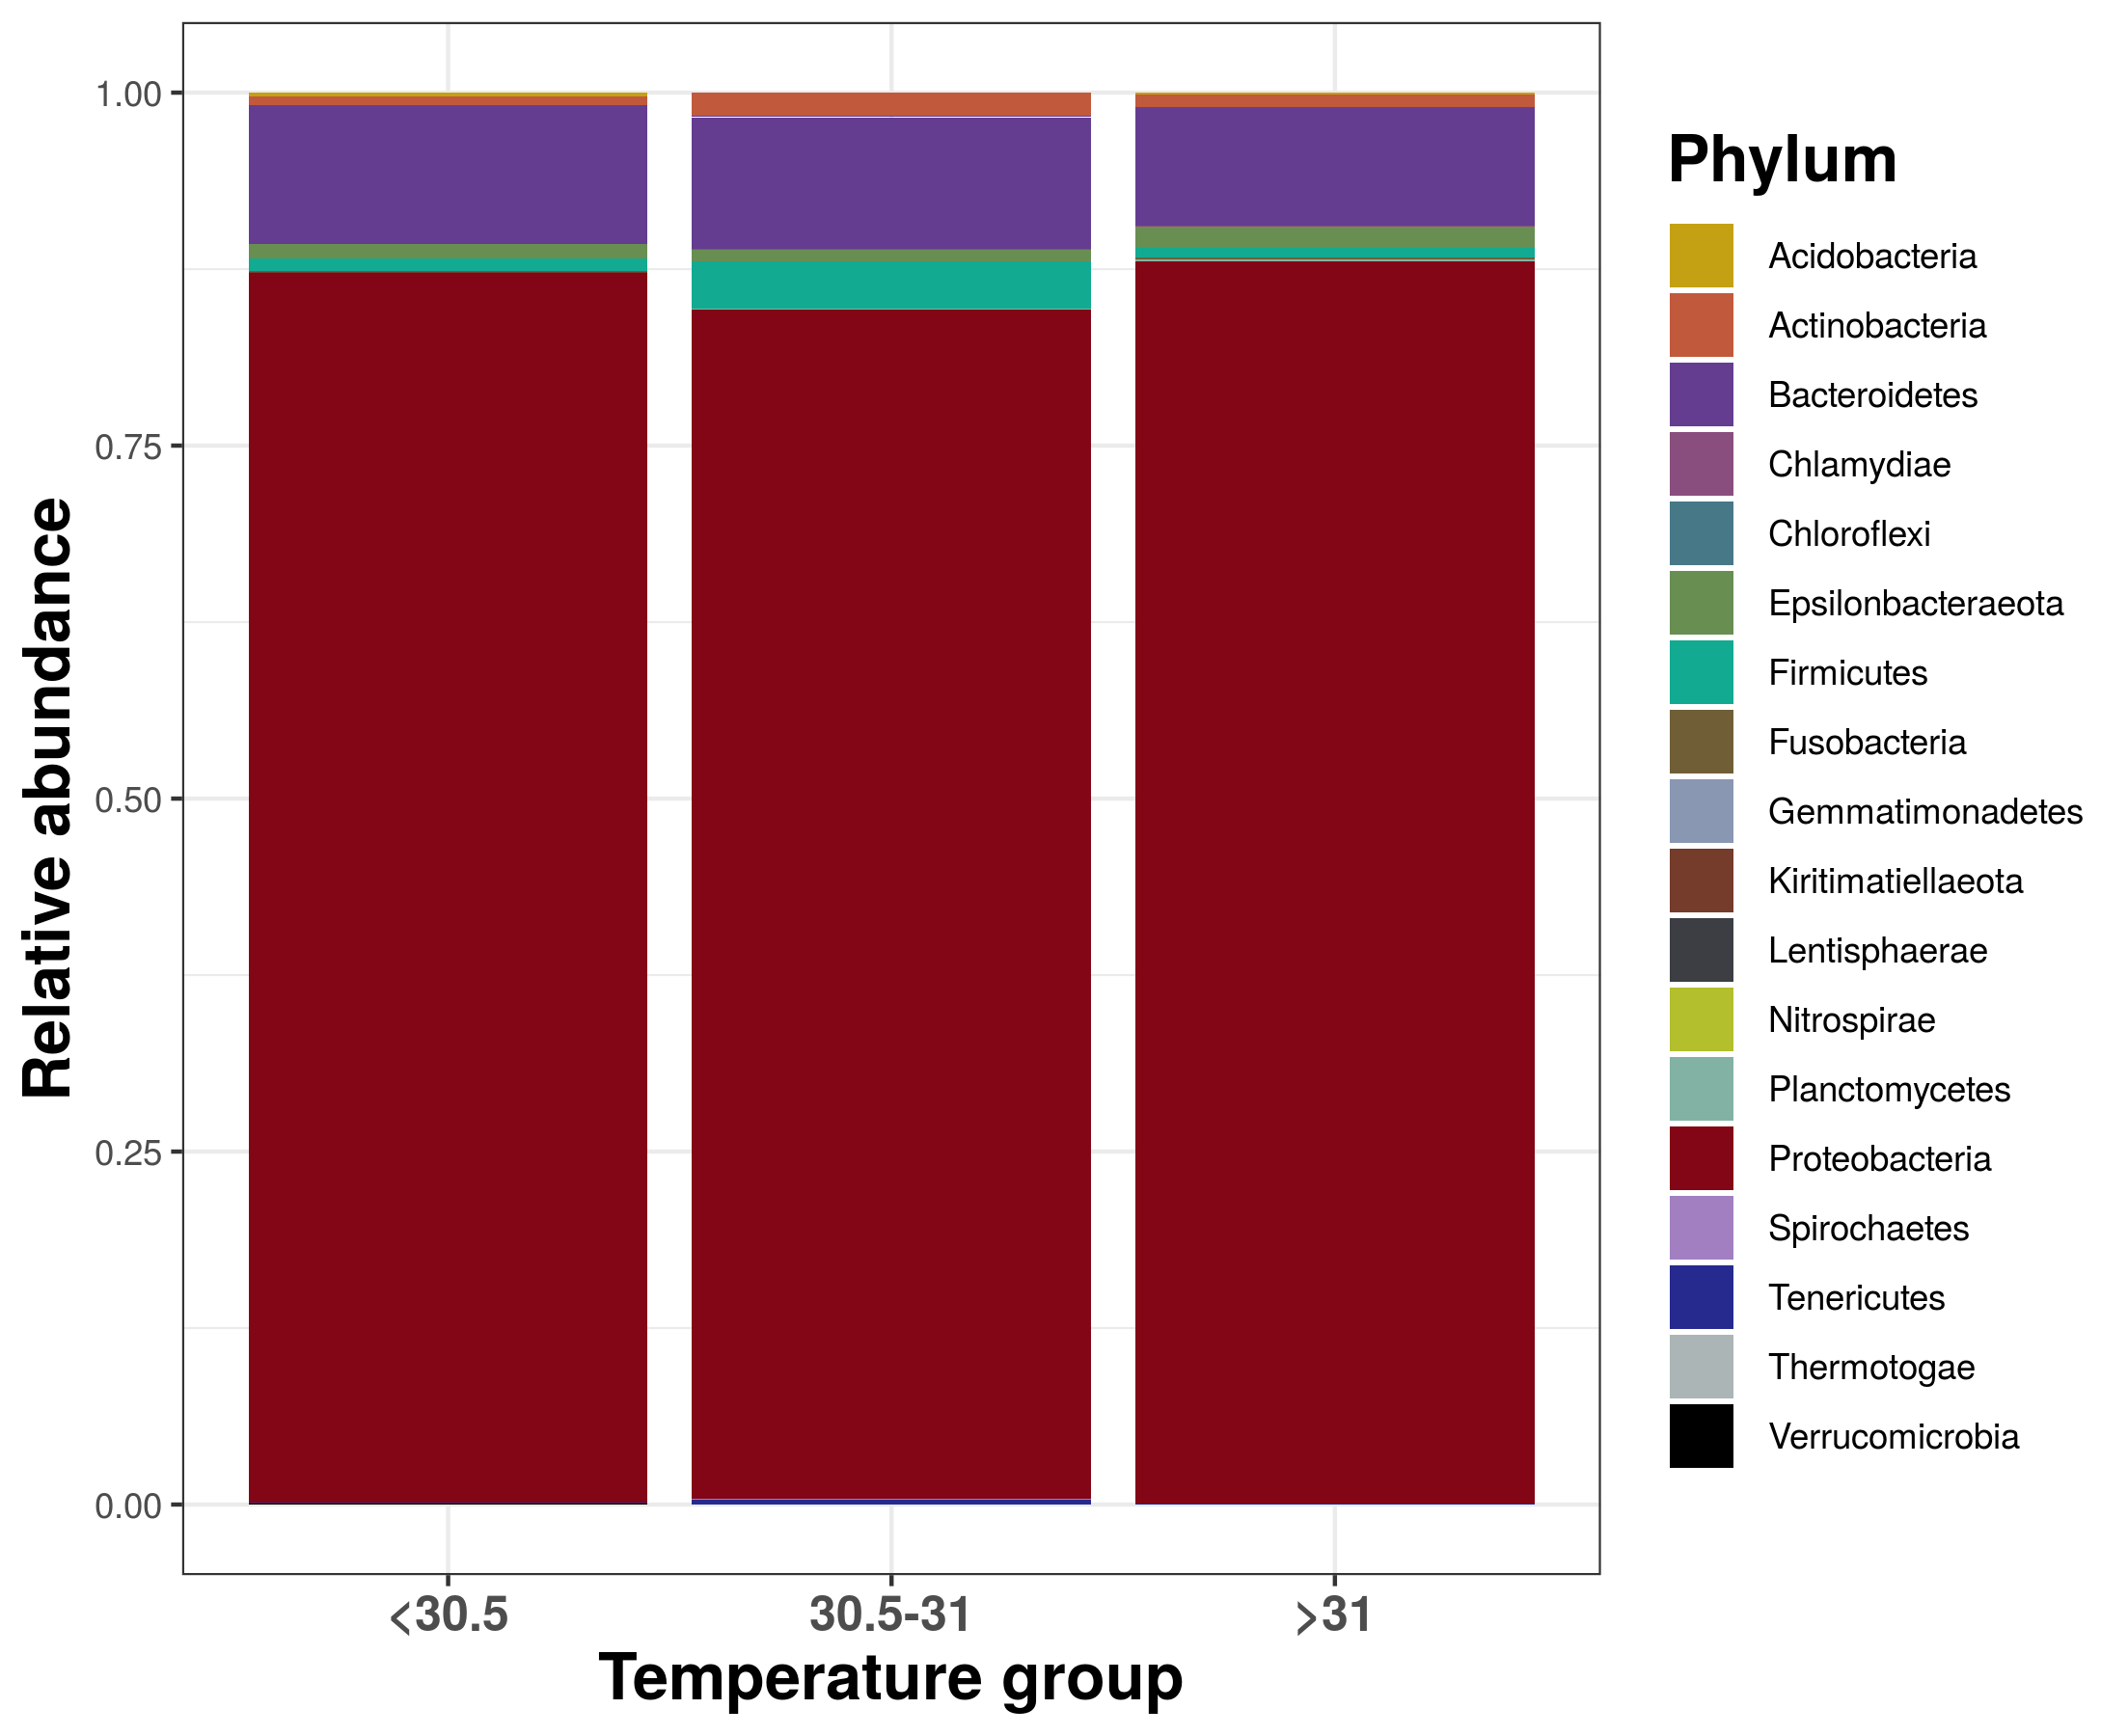 Relative abundance
1.00
0.75
0.50
0.25
0.00
<30.5
30.5-31
>31
Temperature group
Phylum
Acidobacteria
Actinobacteria
Bacteroidetes
Chlamydiae
Chloroflexi
Epsilonbacteraeota
Firmicutes
Fusobacteria
Gemmatimonadetes
Kiritimatiellaeota
Lentisphaerae
Nitrospirae
Planctomycetes
Proteobacteria
Spirochaetes
Tenericutes
Thermotogae
Verrucomicrobia